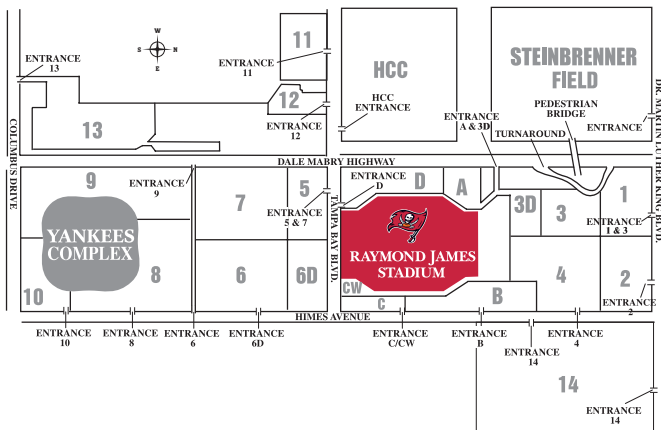 W
S N
E
ENTRANCE
13
11
ENTRANCE
11
12
ENTRANCE
12
13
HCC
HCC
ENTRANCE
STEINBRENNER
FIELD
PEDESTRIAN
BRIDGE
ENTRANCE
A & 3D
TURNAROUND
ENTRANCE
DR. MARTIN LUTHER KING BLVD.
COLUMBUS DRIVE
DALE MABRY HIGHWAY
9
ENTRANCE
9
7
5
ENTRANCE
5 & 7
TAMPA BAY BLVD.
ENTRANCE
D
D
A
3D
3
1
ENTRANCE
1 & 3
YANKEES
COMPLEX
RAYMOND JAMES
STADIUM
10
8
6
6D
CW
C
B
4
2
ENTRANCE
2
HIMES AVENUE
ENTRANCE
10
ENTRANCE
8
ENTRANCE
6
ENTRANCE
6D
ENTRANCE
C/CW
ENTRANCE
B
ENTRANCE
14
ENTRANCE
4
14
ENTRANCE
14